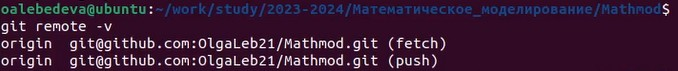 oalebedeva@ubuntu:~/work/study/2023-2024/Математическое_моделирование/Mathmod$
git remote -v
origin  git@github.com:OlgaLeb21/Mathmod.git (fetch)
origin  git@github.com:OlgaLeb21/Mathmod.git (push)